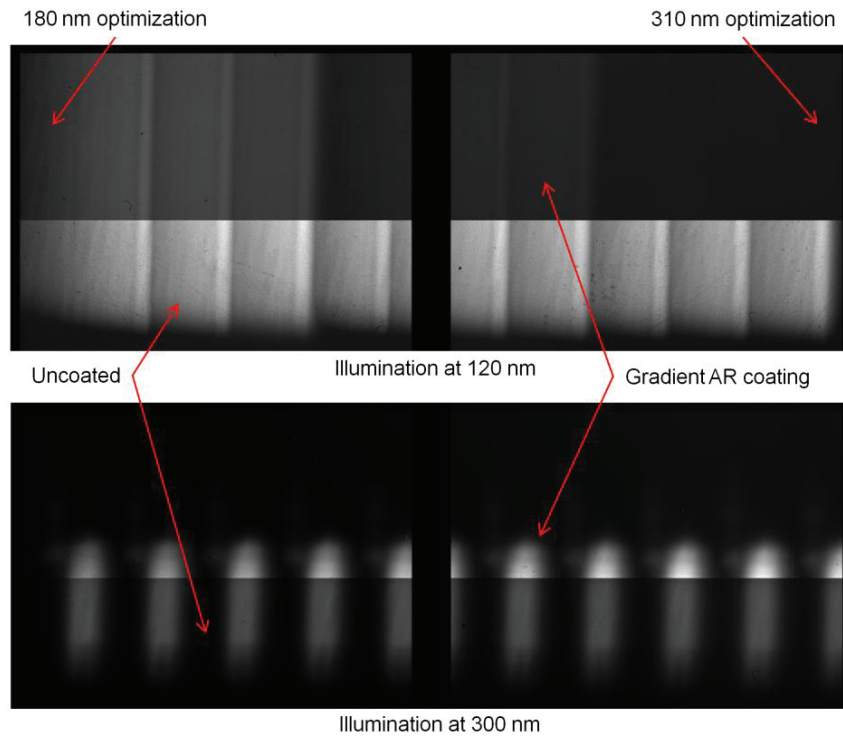 180 nm optimization
310 nm optimization
Uncoated
Illumination at 120 nm
Gradient AR coating
Illumination at 300 nm